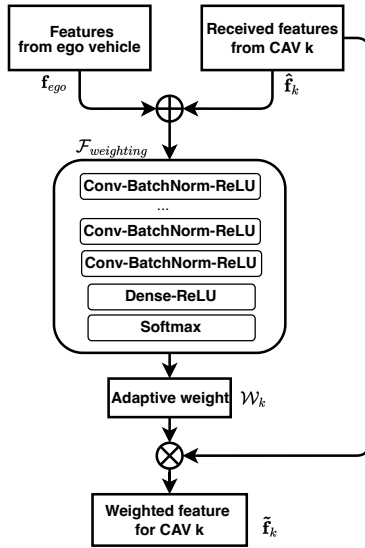 Features
from ego vehicle
Received features
from CAV k
f_ego
f̂_k
F_weighting
Conv-BatchNorm-ReLU
...
Conv-BatchNorm-ReLU
Conv-BatchNorm-ReLU
Dense-ReLU
Softmax
Adaptive weight
W_k
Weighted feature
for CAV k
f̃_k